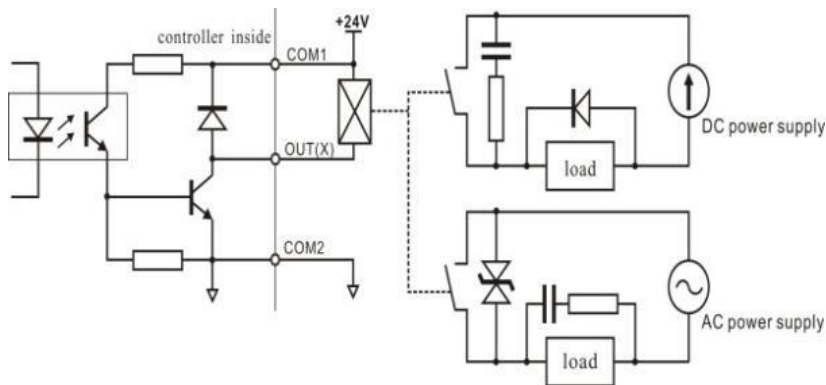 controller inside
+24V
COM1
OUT(X)
COM2
load
DC power supply
load
AC power supply